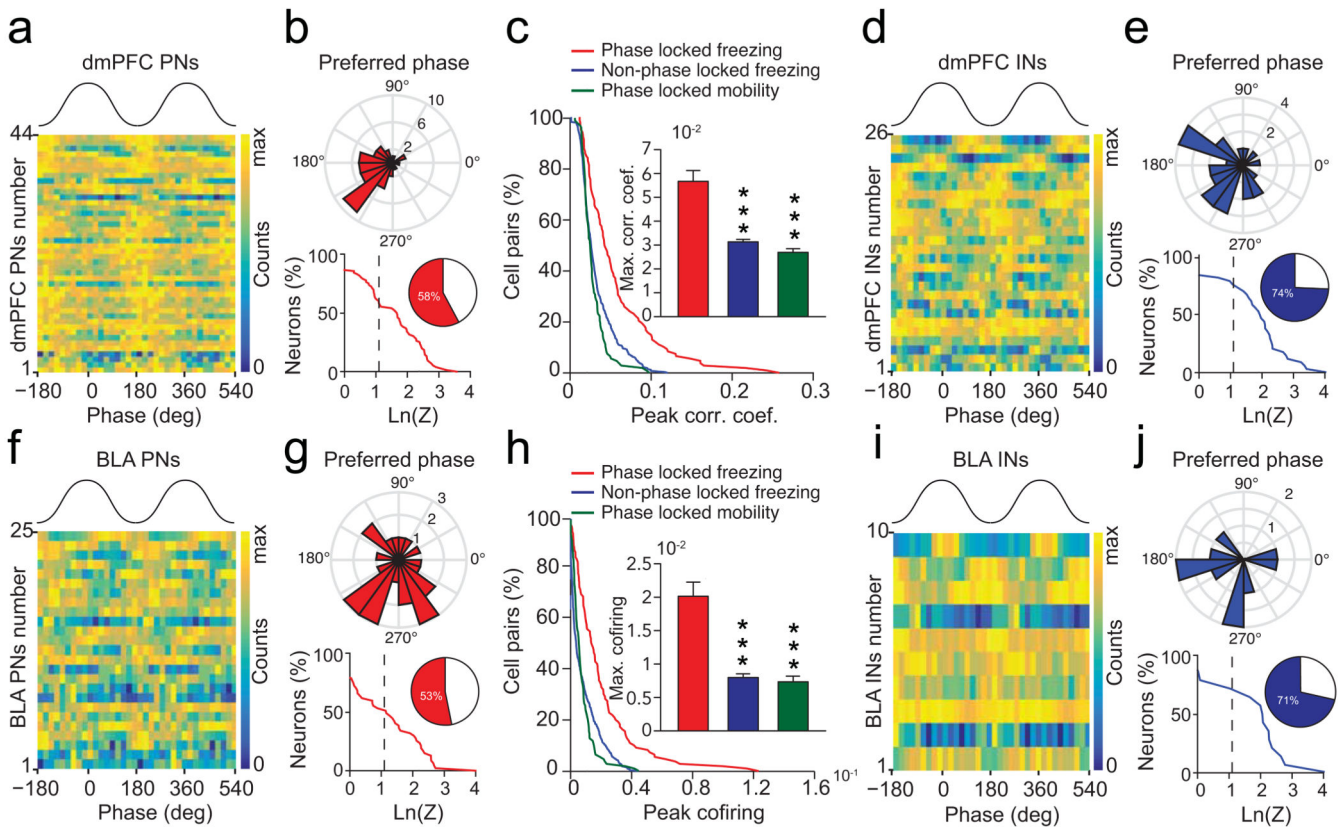 a
dmPFC PNs
44
dmPFC PNs number
1
−180 0 180 360 540
Phase (deg)
max
Counts
0
b
Preferred phase
90°
10
6
2
180°
0°
270°
100
50
0
Neurons (%)
58%
0 1 2 3 4
Ln(Z)
c
Phase locked freezing
Non-phase locked freezing
Phase locked mobility
100
80
60
40
20
0
Cell pairs (%)
10-2
7
6
5
4
3
2
1
0
Max. corr. coef.
***
***
0 0.1 0.2 0.3
Peak corr. coef.
d
dmPFC INs
26
dmPFC INs number
1
−180 0 180 360 540
Phase (deg)
max
Counts
0
e
Preferred phase
90°
4
2
180°
0°
270°
100
50
0
Neurons (%)
74%
0 1 2 3 4
Ln(Z)
f
BLA PNs
25
BLA PNs number
1
−180 0 180 360 540
Phase (deg)
max
Counts
0
g
Preferred phase
90°
3
2
1
180°
0°
270°
100
50
0
Neurons (%)
53%
0 1 2 3 4
Ln(Z)
h
Phase locked freezing
Non-phase locked freezing
Phase locked mobility
100
80
60
40
20
0
Cell pairs (%)
10-2
2.5
2
1.5
1
0.5
0
Max. cofiring
***
***
0 0.4 0.8 1.2 1.6
10-1
Peak cofiring
i
BLA INs
10
BLA INs number
1
−180 0 180 360 540
Phase (deg)
max
Counts
0
j
Preferred phase
90°
2
1
180°
0°
270°
100
50
0
Neurons (%)
71%
0 1 2 3 4
Ln(Z)